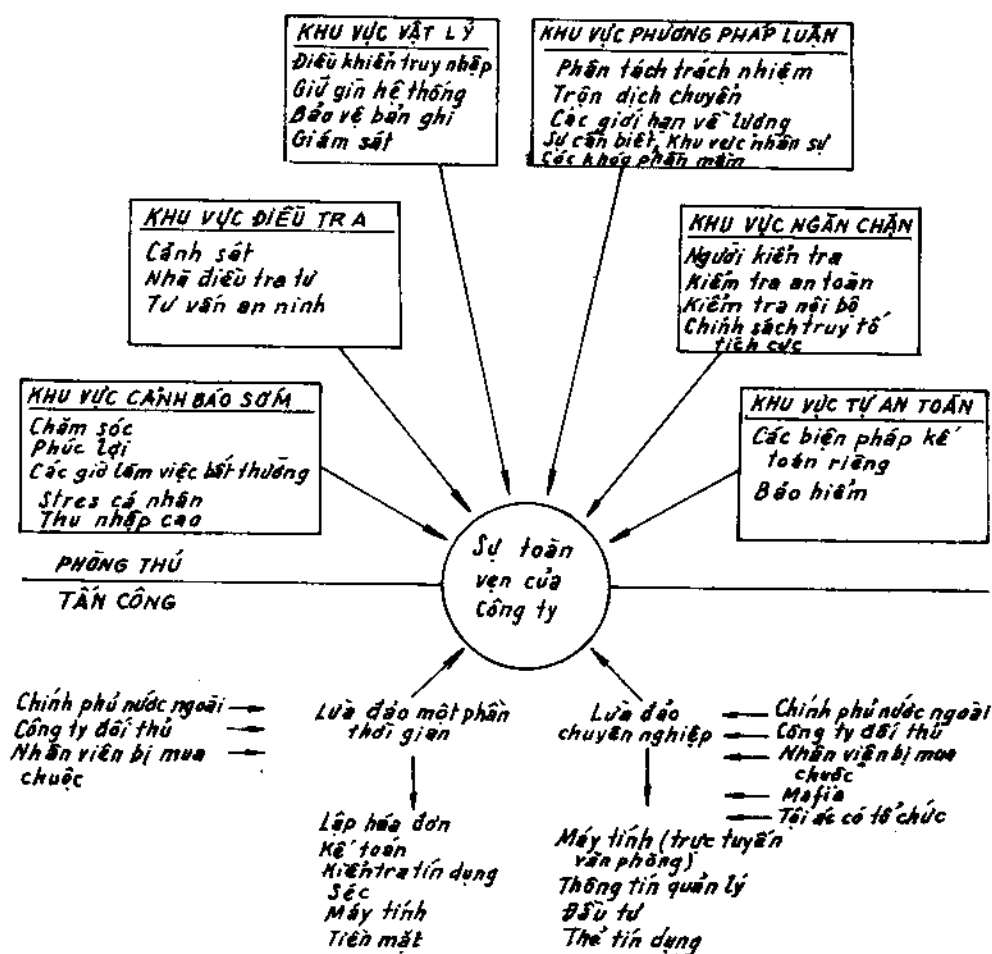 KHU VỰC VẬT LÝ
Điều khiển truy nhập
Giữ gìn hệ thống
Bảo vệ bản ghi
Giám sát
KHU VỰC PHƯƠNG PHÁP LUẬN
Phân tách trách nhiệm
Trộn dịch chuyển
Các giới hạn về lương
Sự cần biết, Khu vực nhân sự
Các khóa phần mềm
KHU VỰC ĐIỀU TRA
Cảnh sát
Nhà điều tra tư
Tư vấn an ninh
KHU VỰC NGĂN CHẶN
Người kiển tra
Kiểm tra an toàn
Kiểm tra nội bộ
Chính sách truy tố
tích cực
KHU VỰC CẢNH BÁO SỚM
Chăm sóc
Phúc lợi
Các giờ làm việc bất thường
Stres cá nhân
Thu nhập cao
KHU VỰC TỰ AN TOÀN
Các biện pháp kế
toán riêng
Bảo hiểm
Sự toàn
vẹn của
Công ty
PHÒNG THỦ
TẤN CÔNG
Chính phủ nước ngoài
Công ty đối thủ
Nhân viên bị mua
chuộc
Lừa đảo một phần
thời gian
Lừa đảo
chuyên nghiệp
Chính phủ nước ngoài
Công ty đối thủ
Nhân viên bị mua
chuốc
Mafia
Tội ác có tổ chức
Lập hóa đơn
Kế toán
Kiển tra tín dụng
Séc
Máy tính
Tiền mặt
Máy tính (trực tuyến
văn phòng)
Thông tin quản lý
Đầu tư
Thẻ tín dụng